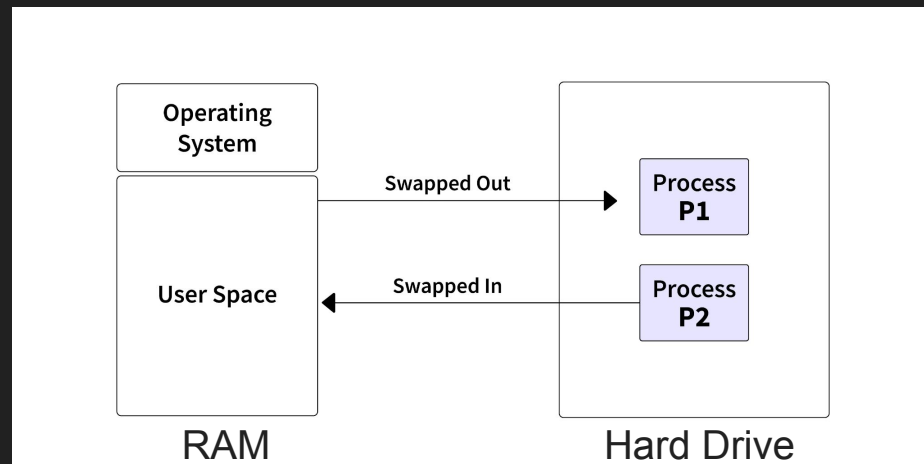 Operating
System
Swapped Out
Process
P1
User Space
Swapped In
Process
P2
RAM
Hard Drive